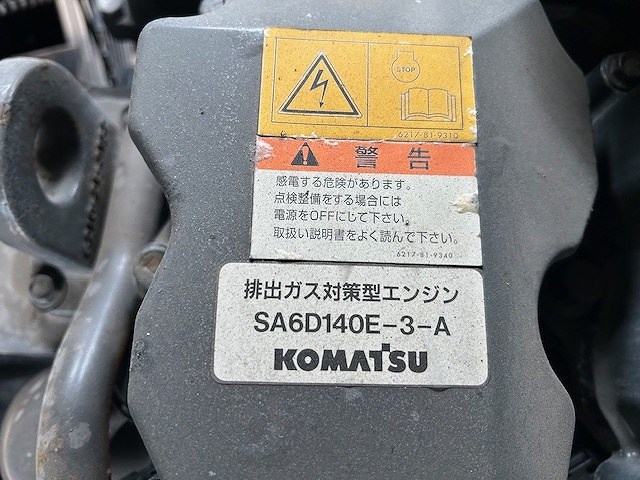 STOP
6217-81-9310
警告
感電する危険があります。
点検整備をする場合には
電源をOFFにして下さい。
取扱い説明書をよく読んで下さい。
6217-81-9340
排出ガス対策型エンジン
SA6D140E-3-A
KOMATSU